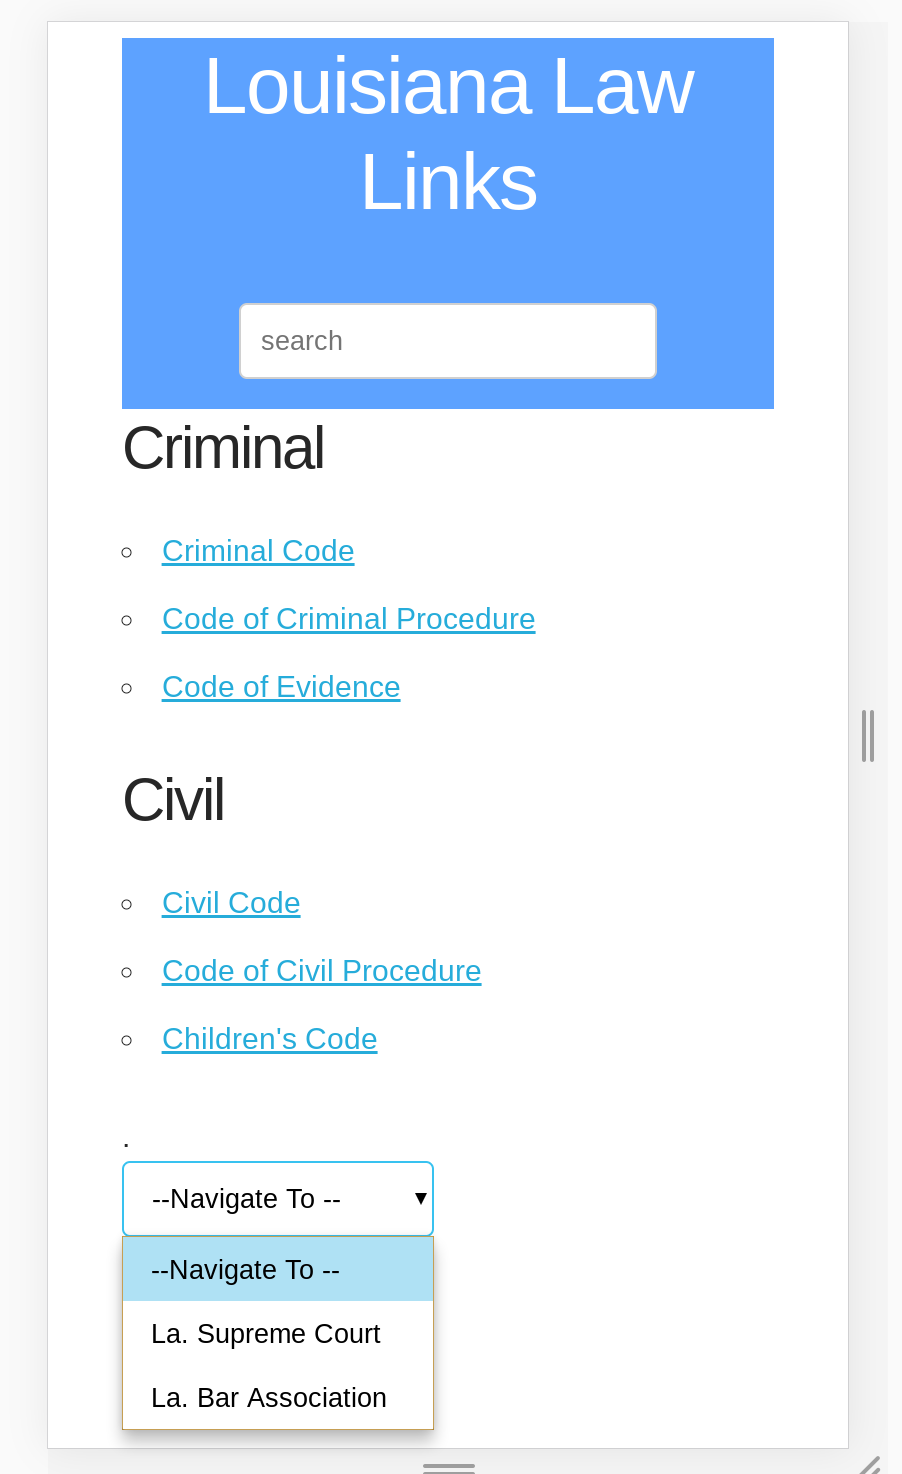 Louisiana Law
Links
search
Criminal
Criminal Code
Code of Criminal Procedure
Code of Evidence
Civil
Civil Code
Code of Civil Procedure
Children's Code
.
--Navigate To --
--Navigate To --
La. Supreme Court
La. Bar Association